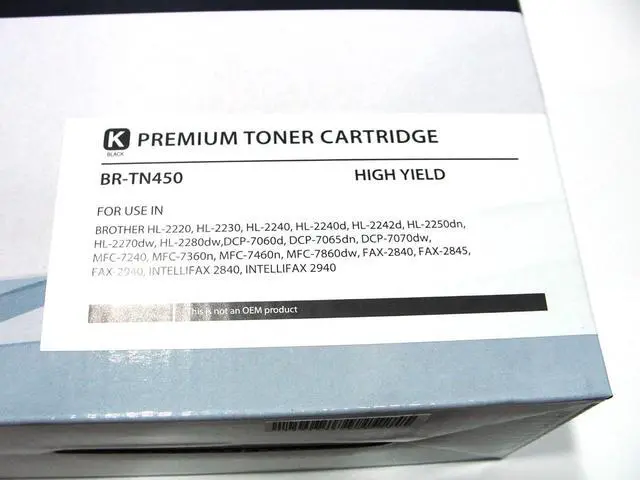 K PREMIUM TONER CARTRIDGE
BLACK
BR-TN450 HIGH YIELD
FOR USE IN
BROTHER HL-2220, HL-2230, HL-2240, HL-2240d, HL-2242d, HL-2250dn,
HL-2270dw, HL-2280dw,DCP-7060d, DCP-7065dn, DCP-7070dw,
MFC-7240, MFC-7360n, MFC-7460n, MFC-7860dw, FAX-2840, FAX-2845,
FAX-2940, INTELLIFAX 2840, INTELLIFAX 2940
This is not an OEM product